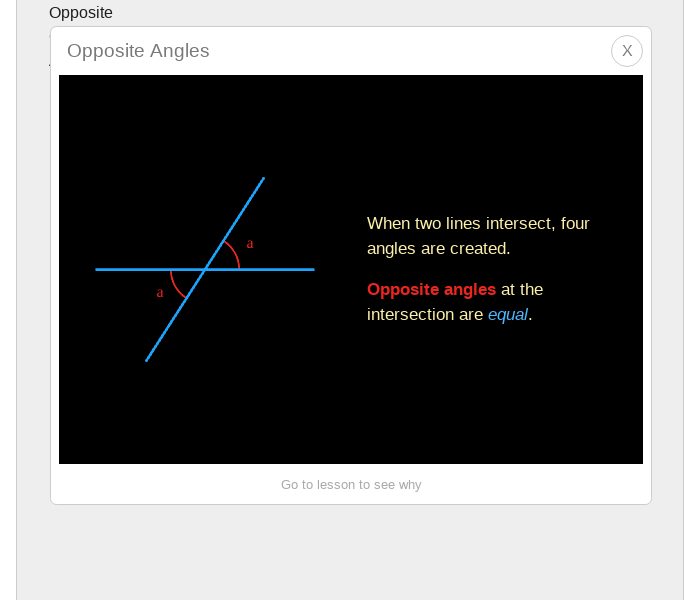 Opposite
Opposite Angles
X
a
a
When two lines intersect, four
angles are created.
Opposite angles at the
intersection are equal.
Go to lesson to see why